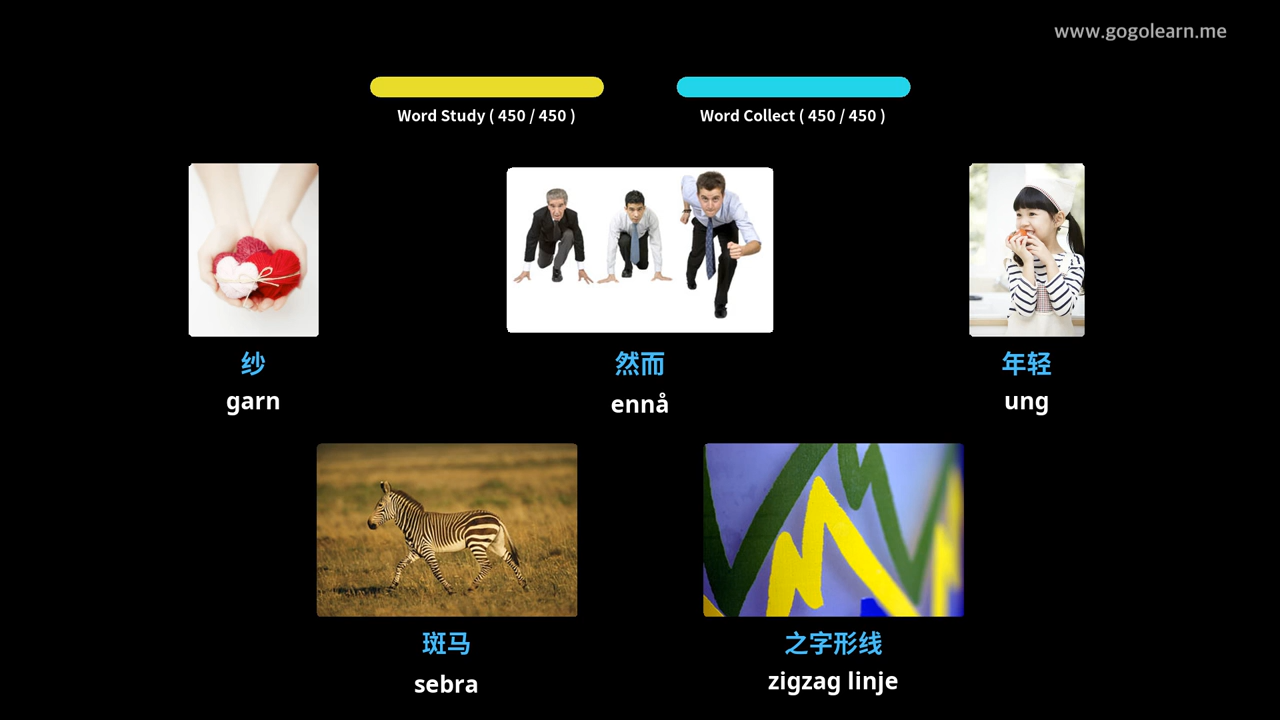 www.gogolearn.me
Word Study ( 450 / 450 )
Word Collect ( 450 / 450 )
纱
garn
然而
ennå
年轻
ung
斑马
sebra
之字形线
zigzag linje